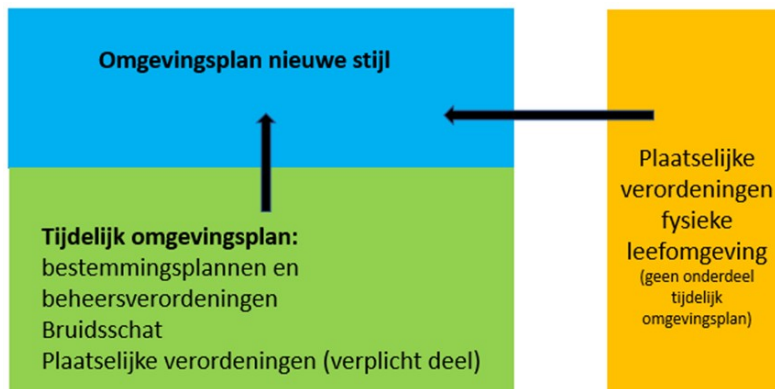 Omgevingsplan nieuwe stijl
Tijdelijk omgevingsplan:
bestemmingsplannen en
beheersverordeningen
Bruidsschat
Plaatselijke verordeningen (verplicht deel)
Plaatselijke
verordeningen
fysieke
leefomgeving
(geen onderdeel
tijdelijk
omgevingsplan)